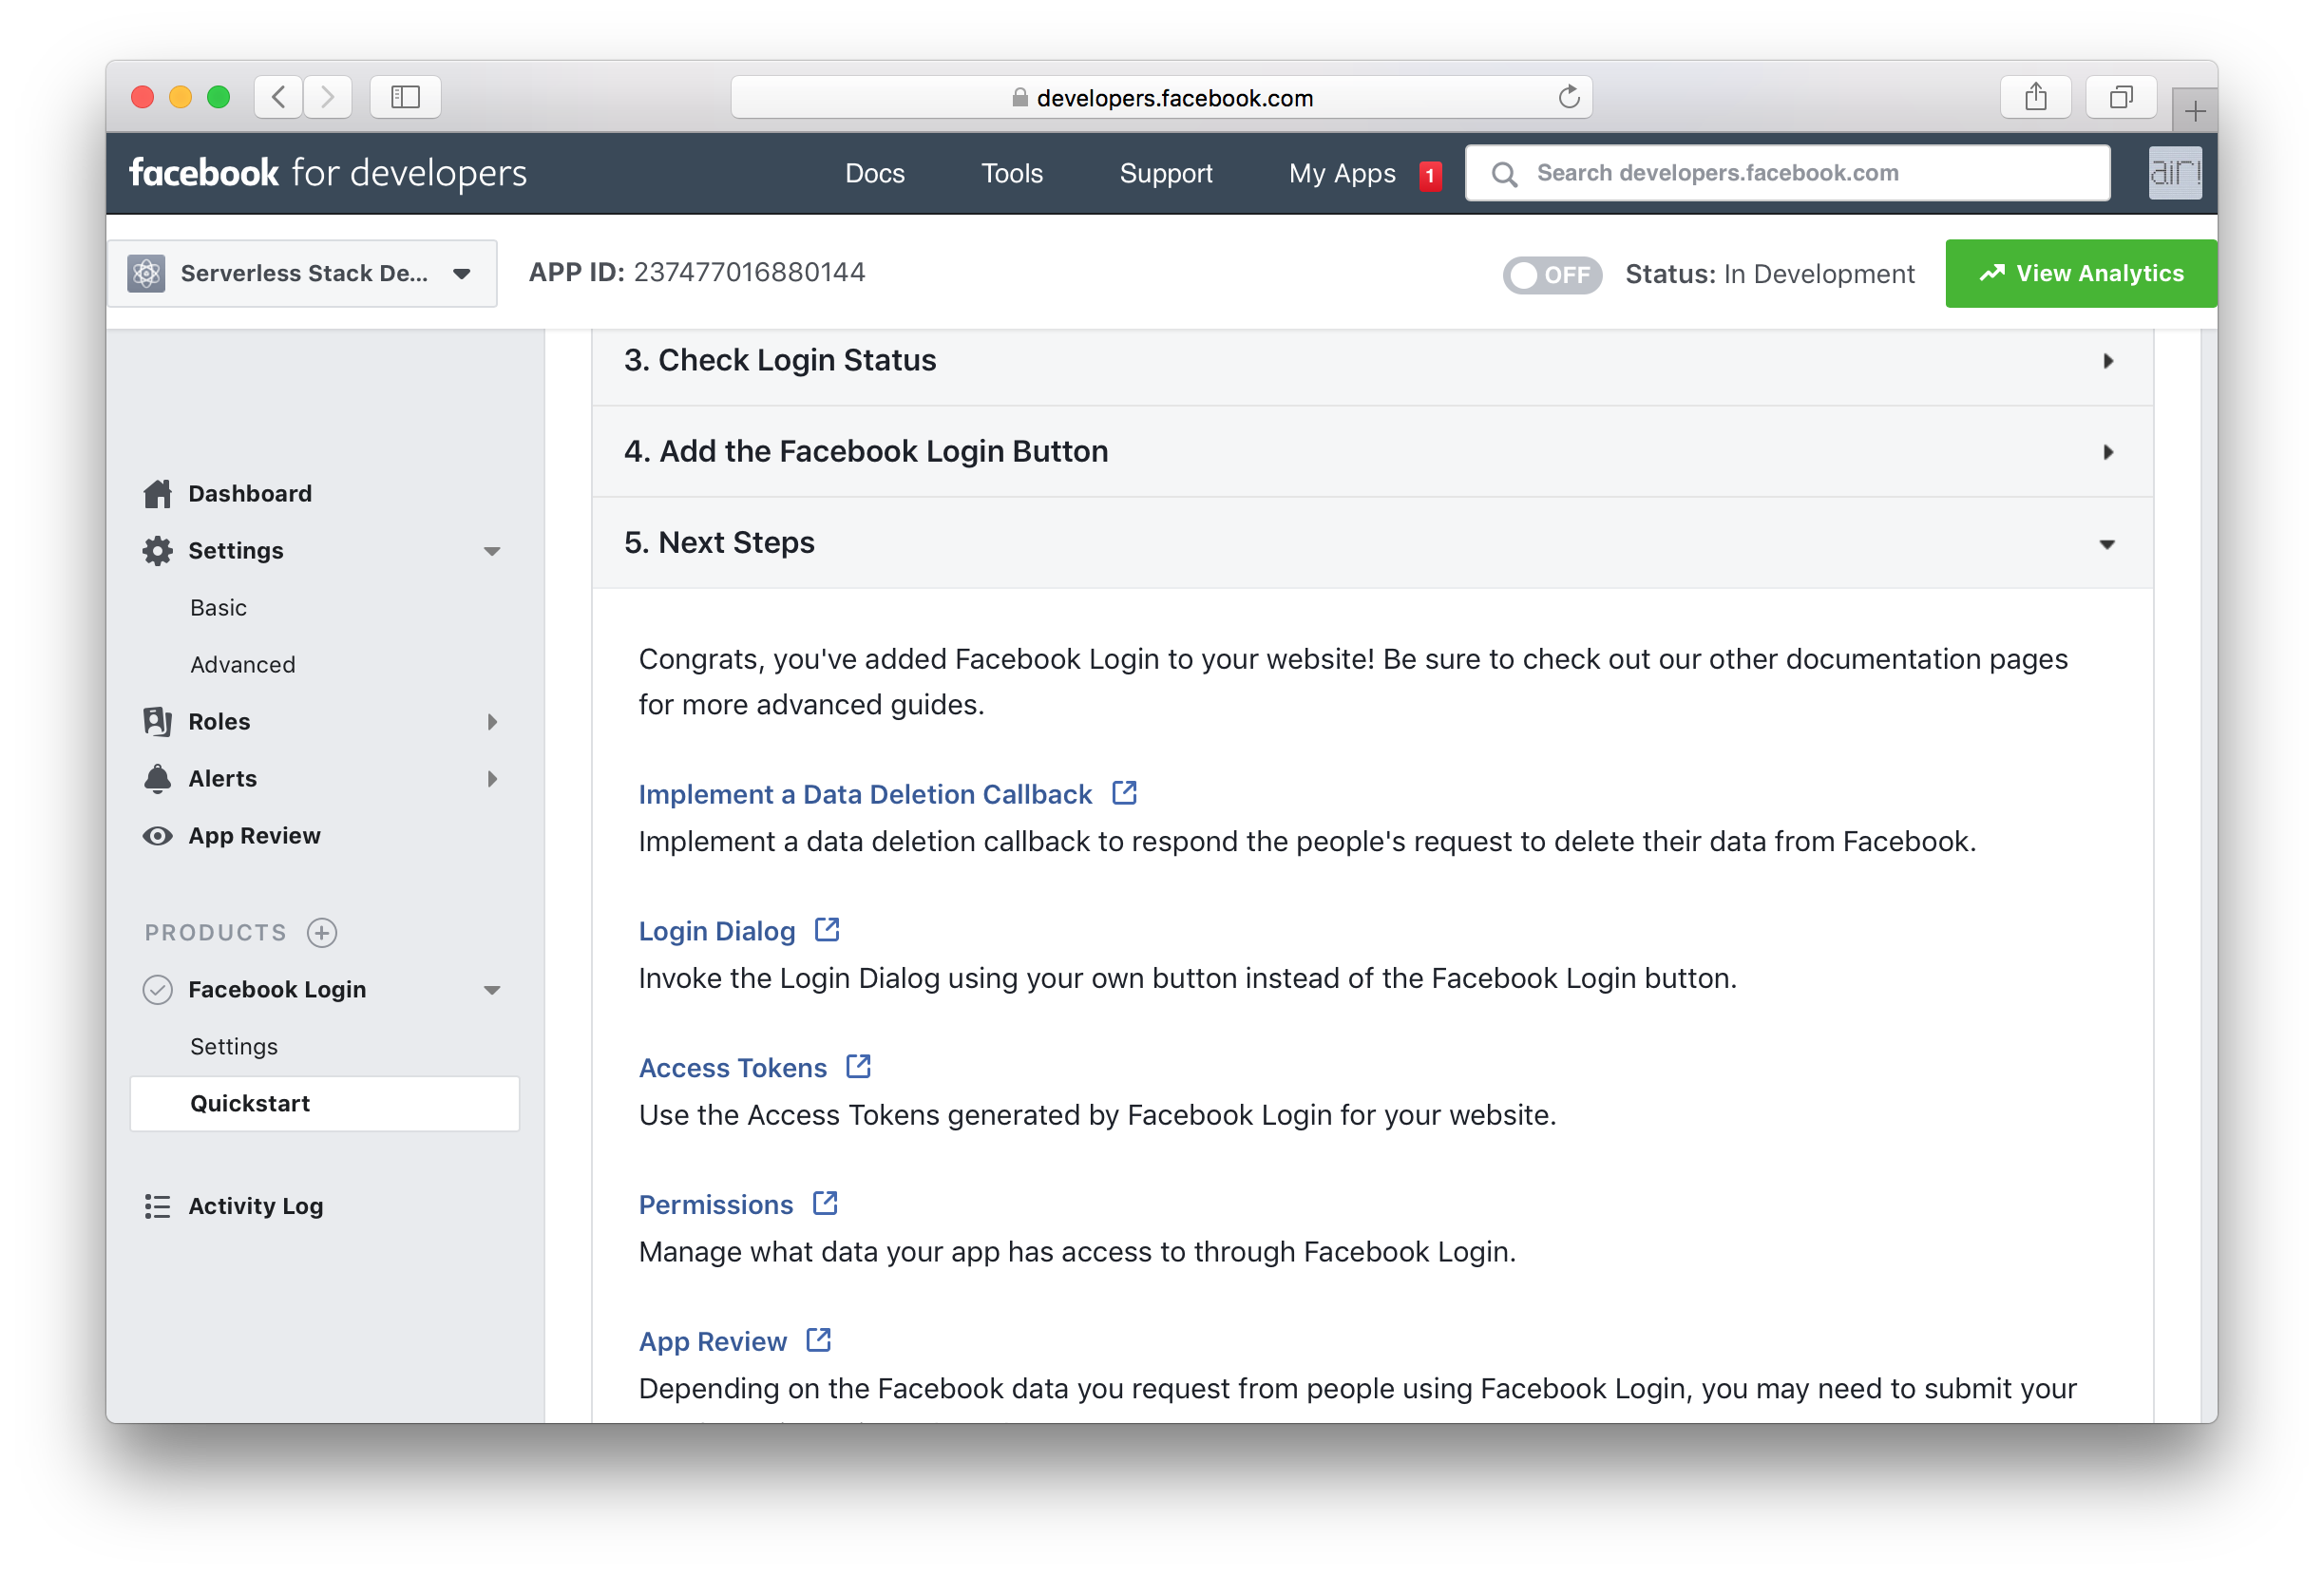 developers.facebook.com
facebook for developers
Docs
Tools
Support
My Apps
1
Search developers.facebook.com
air!
Serverless Stack De...
APP ID: 237477016880144
OFF
Status: In Development
View Analytics
Dashboard
Settings
Basic
Advanced
Roles
Alerts
App Review
PRODUCTS
Facebook Login
Settings
Quickstart
Activity Log
3. Check Login Status
4. Add the Facebook Login Button
5. Next Steps
Congrats, you've added Facebook Login to your website! Be sure to check out our other documentation pages
for more advanced guides.
Implement a Data Deletion Callback
Implement a data deletion callback to respond the people's request to delete their data from Facebook.
Login Dialog
Invoke the Login Dialog using your own button instead of the Facebook Login button.
Access Tokens
Use the Access Tokens generated by Facebook Login for your website.
Permissions
Manage what data your app has access to through Facebook Login.
App Review
Depending on the Facebook data you request from people using Facebook Login, you may need to submit your